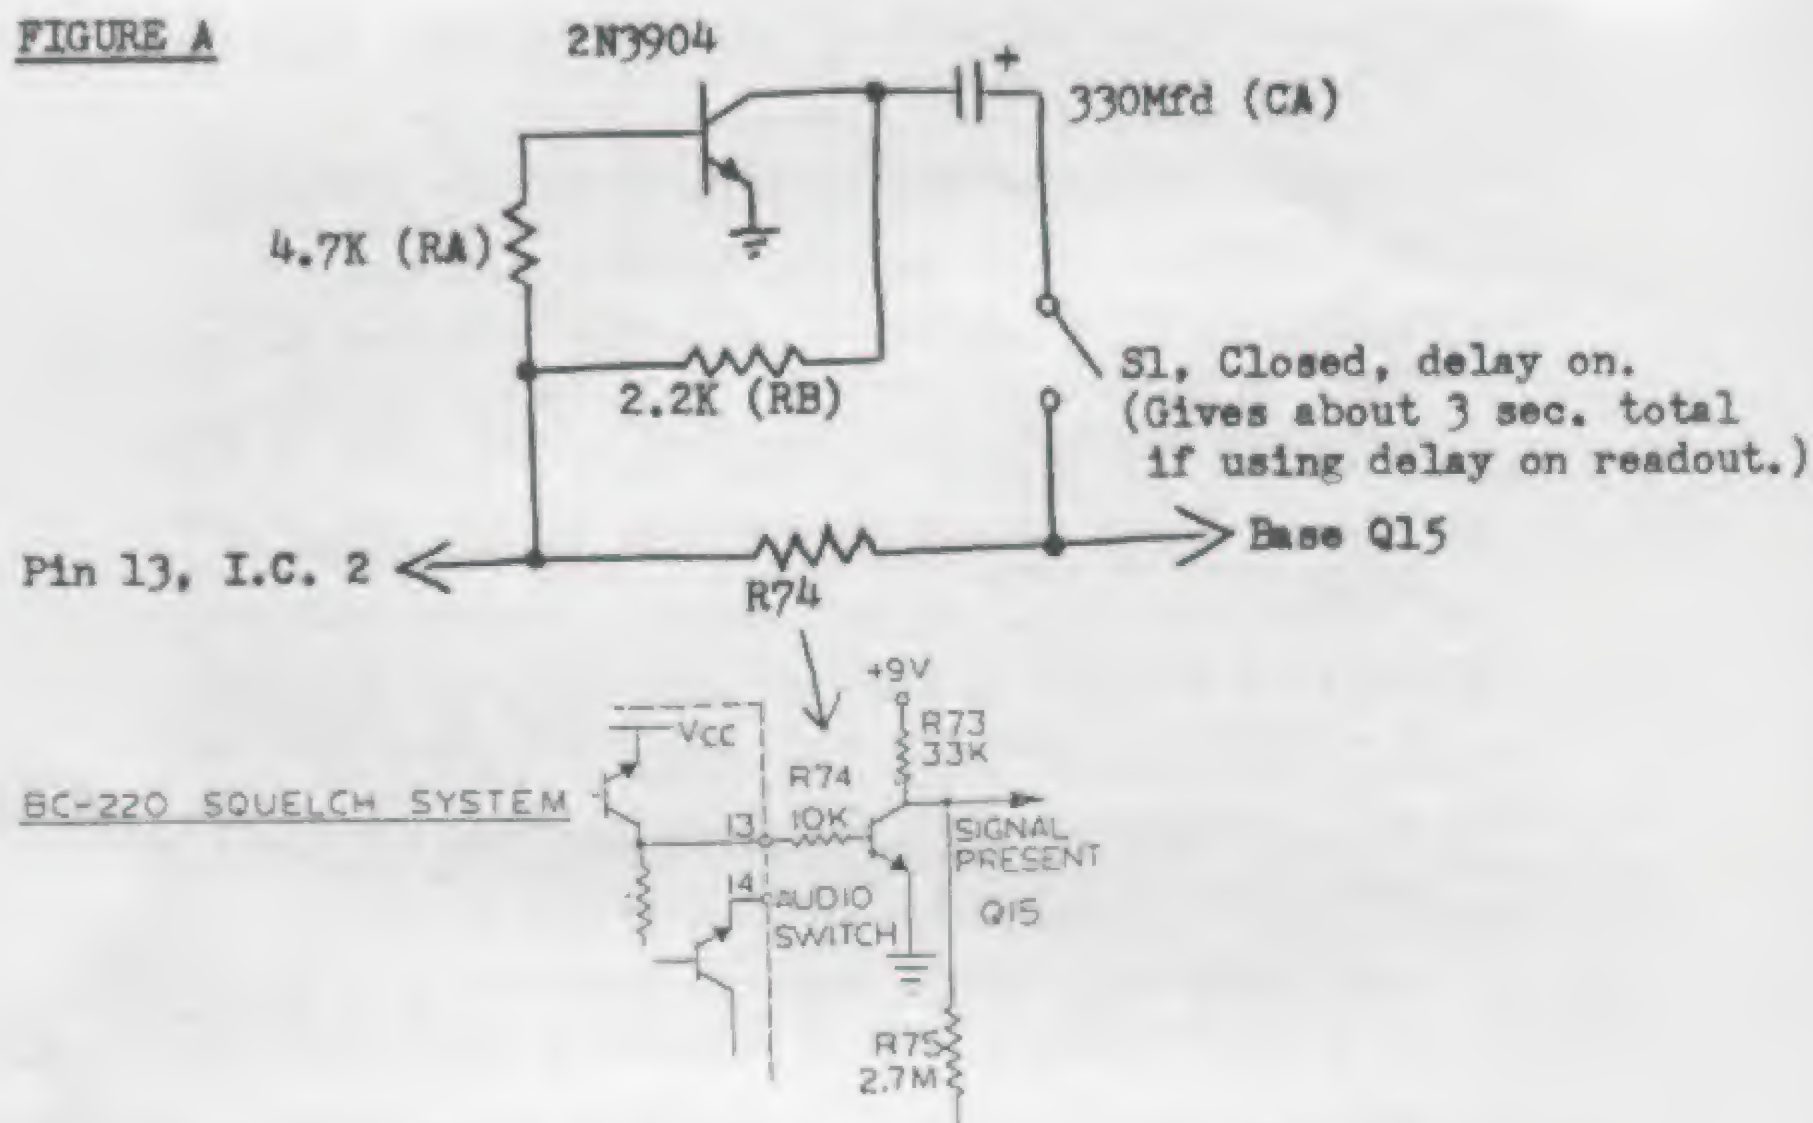 FIGURE A
2N3904
+
330Mfd (CA)
4.7K (RA)
2.2K (RB)
S1, Closed, delay on.
(Gives about 3 sec. total
if using delay on readout.)
Pin 13, I.C. 2
Base Q15
R74
+9V
VCC
R73
33K
R74
10K
BC-220 SQUELCH SYSTEM
13
SIGNAL
PRESENT
14
AUDIO
SWITCH
Q15
R75
2.7M